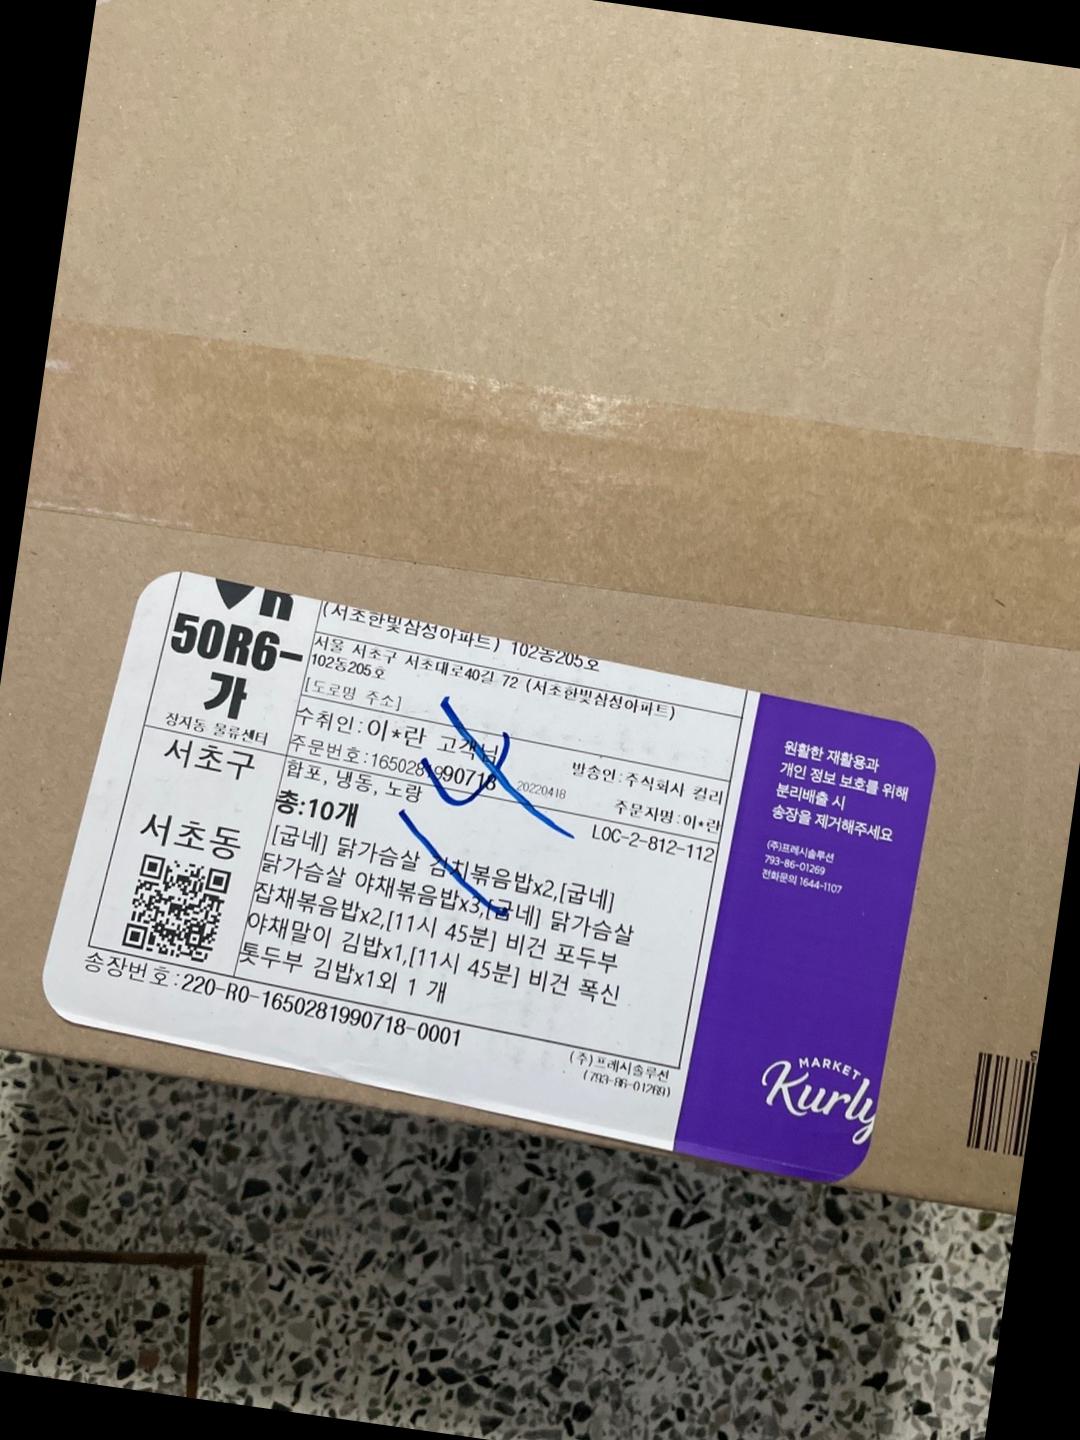 50R6-
가
장지동 물류센터
서초구
서초동
(서초한빛삼성아파트) 102동205호
서울 서초구 서초대로40길 72 (서초한빛삼성아파트)
102동205호
[도로명 주소]
수취인:이*란 고객님
발송인:주식회사 컬리
주문번호:1650281990718
20220418
주문자명:이*란
합포, 냉동, 노랑
LOC-2-812-112
총:10개
[굽네] 닭가슴살 김치볶음밥x2,[굽네]
닭가슴살 야채볶음밥x3,[굽네] 닭가슴살
잡채볶음밥x2,[11시 45분] 비건 포두부
야채말이 김밥x1,[11시 45분] 비건 폭신
톳두부 김밥x1외 1 개
송장번호:220-R0-1650281990718-0001
(주)프레시솔루션
(793-86-01269)
원활한 재활용과
개인 정보 보호를 위해
분리배출 시
송장을 제거해주세요
(주)프레시솔루션
793-86-01269
전화문의 1644-1107
MARKET
Kurly